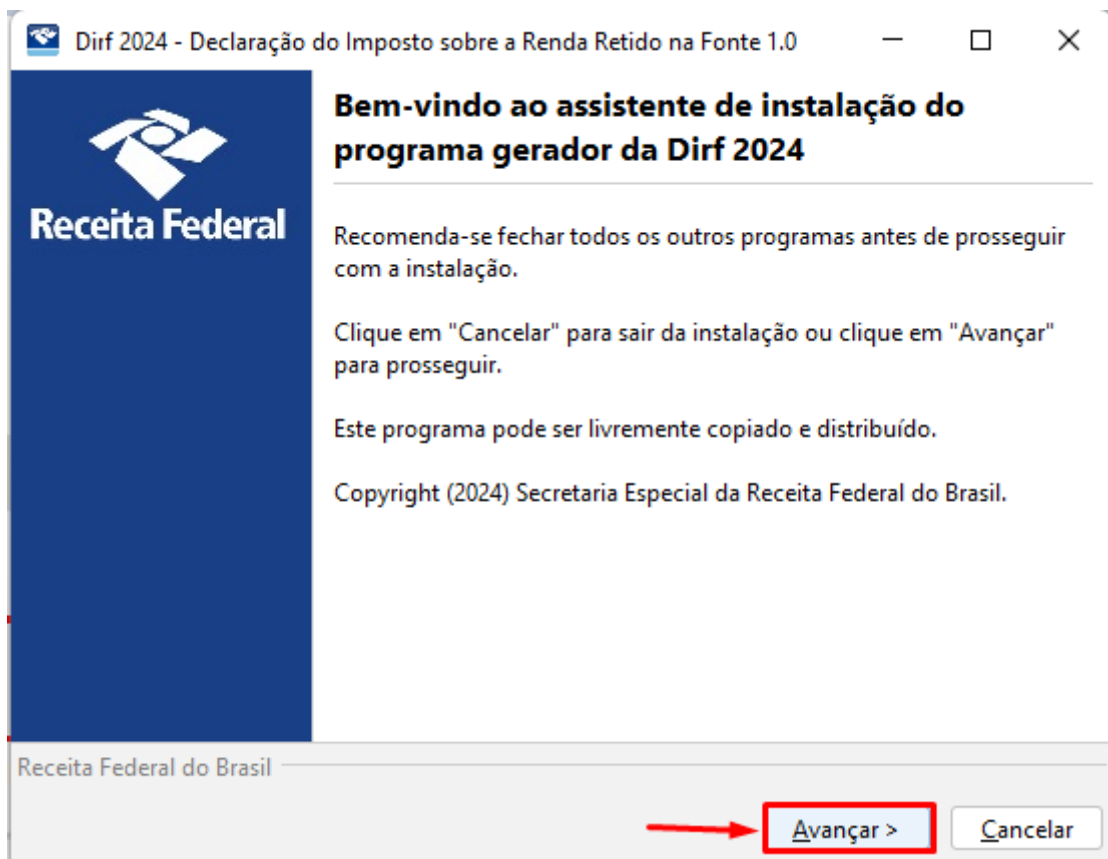 Dirf 2024 - Declaração do Imposto sobre a Renda Retido na Fonte 1.0
Receita Federal
Bem-vindo ao assistente de instalação do
programa gerador da Dirf 2024
Recomenda-se fechar todos os outros programas antes de prosseguir
com a instalação.
Clique em "Cancelar" para sair da instalação ou clique em "Avançar"
para prosseguir.
Este programa pode ser livremente copiado e distribuído.
Copyright (2024) Secretaria Especial da Receita Federal do Brasil.
Receita Federal do Brasil
Avançar >
Cancelar